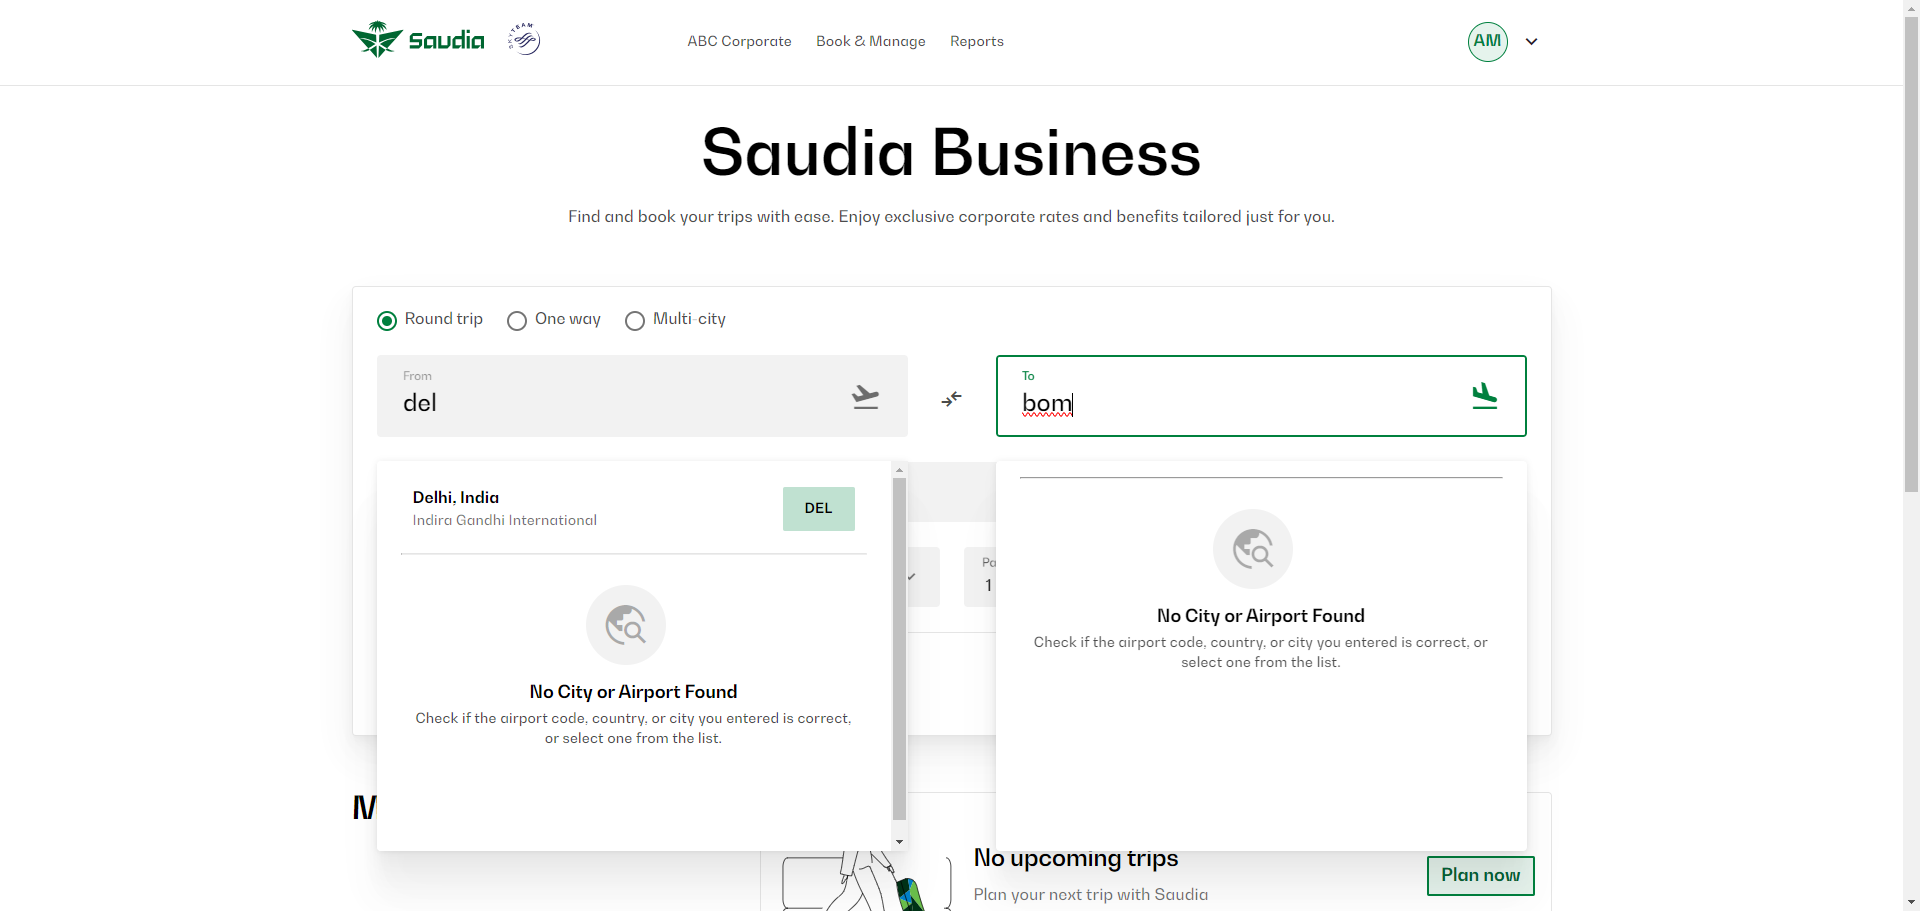 Saudia
SKYTEAM
ABC Corporate
Book & Manage
Reports
AM
Saudia Business
Find and book your trips with ease. Enjoy exclusive corporate rates and benefits tailored just for you.
Round trip
One way
Multi-city
From
del
To
bom
Delhi, India
Indira Gandhi International
DEL
No City or Airport Found
Check if the airport code, country, or city you entered is correct,
or select one from the list.
Pa
1
No City or Airport Found
Check if the airport code, country, or city you entered is correct, or
select one from the list.
M
No upcoming trips
Plan your next trip with Saudia
Plan now